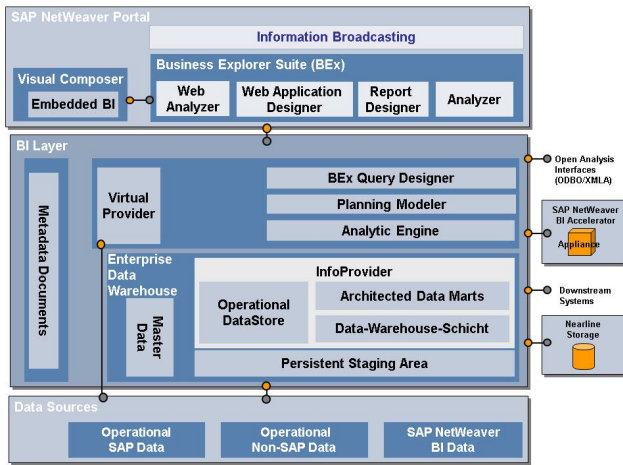 SAP NetWeaver Portal
Information Broadcasting
Visual Composer
Embedded BI
Business Explorer Suite (BEx)
Web
Analyzer
Web Application
Designer
Report
Designer
Analyzer
BI Layer
Metadata Documents
Virtual
Provider
BEx Query Designer
Planning Modeler
Analytic Engine
Enterprise
Data
Warehouse
Master
Data
InfoProvider
Operational
DataStore
Architected Data Marts
Data-Warehouse-Schicht
Persistent Staging Area
Open Analysis
Interfaces
(ODBO/XMLA)
SAP NetWeaver
BI Accelerator
Appliance
Downstream
Systems
Nearline
Storage
Data Sources
Operational
SAP Data
Operational
Non-SAP Data
SAP NetWeaver
BI Data